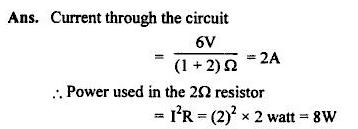 Ans. Current through the circuit
= 6V / (1 + 2) Ω = 2A
∴ Power used in the 2Ω resistor
= I²R = (2)² × 2 watt = 8W